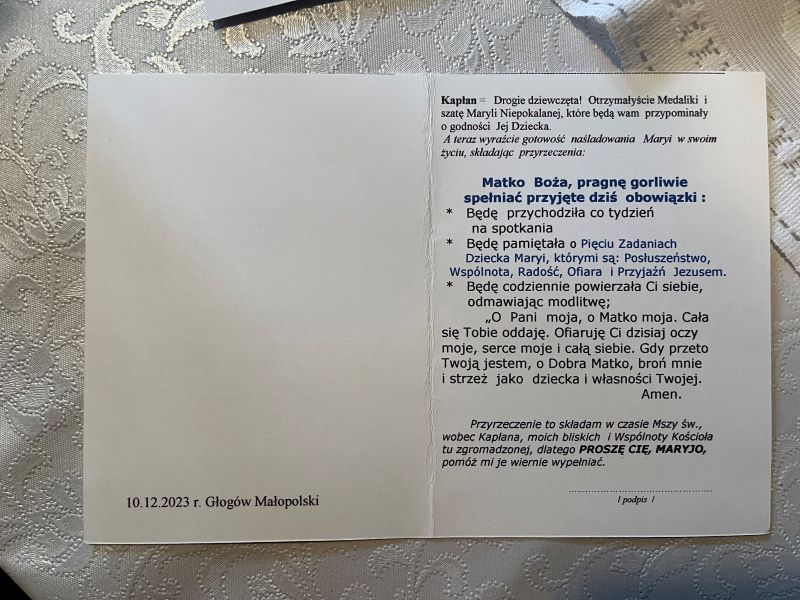 10.12.2023 r. Głogów Małopolski
Kapłan = Drogie dziewczęta! Otrzymałyście Medaliki i
szatę Maryli Niepokalanej, które będą wam przypominały
o godności Jej Dziecka.
A teraz wyraźcie gotowość naśladowania Maryi w swoim
życiu, składając przyrzeczenia:
Matko Boża, pragnę gorliwie
spełniać przyjęte dziś obowiązki :
* Będę przychodziła co tydzień
na spotkania
* Będę pamiętała o Pięciu Zadaniach
Dziecka Maryi, którymi są: Posłuszeństwo,
Wspólnota, Radość, Ofiara i Przyjaźń Jezusem.
* Będę codziennie powierzała Ci siebie,
odmawiając modlitwę;
„O Pani moja, o Matko moja. Cała
się Tobie oddaję. Ofiaruję Ci dzisiaj oczy
moje, serce moje i całą siebie. Gdy przeto
Twoją jestem, o Dobra Matko, broń mnie
i strzeż jako dziecka i własności Twojej.
Amen.
Przyrzeczenie to składam w czasie Mszy św.,
wobec Kapłana, moich bliskich i Wspólnoty Kościoła
tu zgromadzonej, dlatego PROSZĘ CIĘ, MARYJO,
pomóż mi je wiernie wypełniać.
................................................
/ podpis /